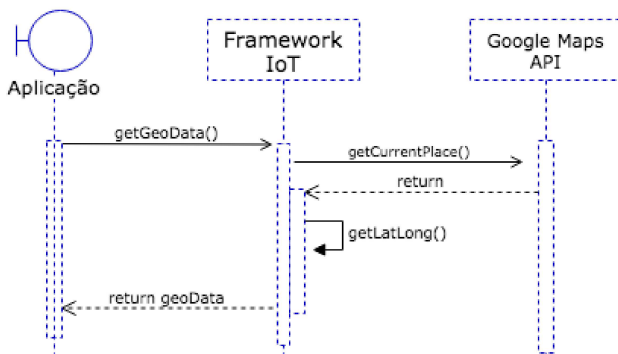 Aplicação
Framework
IoT
Google Maps
API
getGeoData()
getCurrentPlace()
return
getLatLong()
return geoData